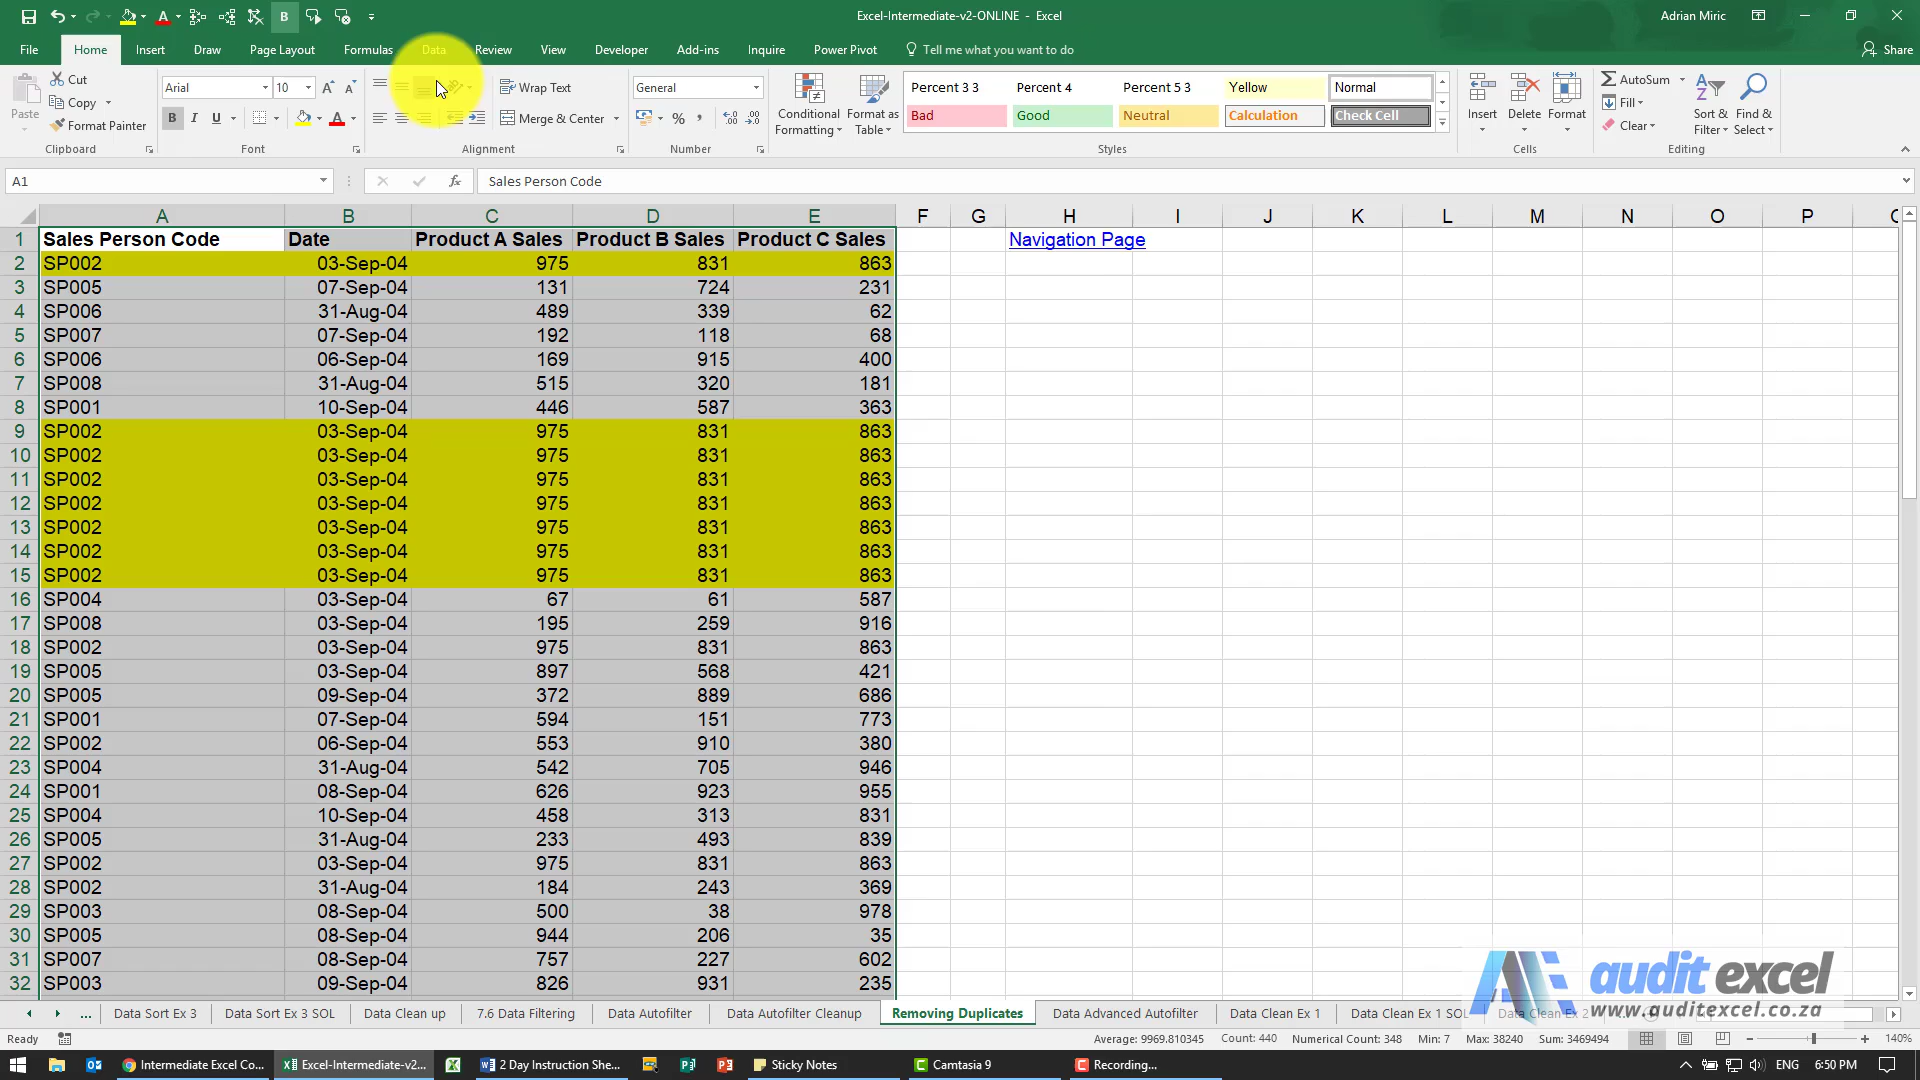 Excel-Intermediate-v2-ONLINE - Excel
Adrian Miric
File Home Insert Draw Page Layout Formulas Data Review View Developer Add-ins Inquire Power Pivot Tell me what you want to do Share
Paste
Cut
Copy
Format Painter
Clipboard
Arial 10
B I U
Font
Wrap Text
Merge & Center
Alignment
General
Number
Conditional Formatting
Format as Table
Percent 3 3 Percent 4 Percent 5 3 Yellow Normal
Bad Good Neutral Calculation Check Cell
Styles
Insert Delete Format
Cells
AutoSum
Fill
Clear
Sort & Filter
Find & Select
Editing
A1 fx Sales Person Code
A B C D E F G H I J K L M N O P
1 Sales Person Code Date Product A Sales Product B Sales Product C Sales Navigation Page
2 SP002 03-Sep-04 975 831 863
3 SP005 07-Sep-04 131 724 231
4 SP006 31-Aug-04 489 339 62
5 SP007 07-Sep-04 192 118 68
6 SP006 06-Sep-04 169 915 400
7 SP008 31-Aug-04 515 320 181
8 SP001 10-Sep-04 446 587 363
9 SP002 03-Sep-04 975 831 863
10 SP002 03-Sep-04 975 831 863
11 SP002 03-Sep-04 975 831 863
12 SP002 03-Sep-04 975 831 863
13 SP002 03-Sep-04 975 831 863
14 SP002 03-Sep-04 975 831 863
15 SP002 03-Sep-04 975 831 863
16 SP004 03-Sep-04 67 61 587
17 SP008 03-Sep-04 195 259 916
18 SP002 03-Sep-04 975 831 863
19 SP005 03-Sep-04 897 568 421
20 SP005 09-Sep-04 372 889 686
21 SP001 07-Sep-04 594 151 773
22 SP002 06-Sep-04 553 910 380
23 SP004 31-Aug-04 542 705 946
24 SP001 08-Sep-04 626 923 955
25 SP004 10-Sep-04 458 313 831
26 SP005 31-Aug-04 233 493 839
27 SP002 03-Sep-04 975 831 863
28 SP002 31-Aug-04 184 243 369
29 SP003 08-Sep-04 500 38 978
30 SP005 08-Sep-04 944 206 35
31 SP007 08-Sep-04 757 227 602
32 SP003 09-Sep-04 826 931 235
audit excel
www.auditexcel.co.za
... Data Sort Ex 3 Data Sort Ex 3 SOL Data Clean up 7.6 Data Filtering Data Autofilter Data Autofilter Cleanup Removing Duplicates Data Advanced Autofilter Data Clean Ex 1 Data Clean Ex 1 SOL Data Clean Ex 2
Ready Average: 9969.810345 Count: 440 Numerical Count: 348 Min: 7 Max: 38240 Sum: 3469494 140%
Intermediate Excel Co... Excel-Intermediate-v2... 2 Day Instruction She... Sticky Notes Camtasia 9 Recording... ENG 6:50 PM